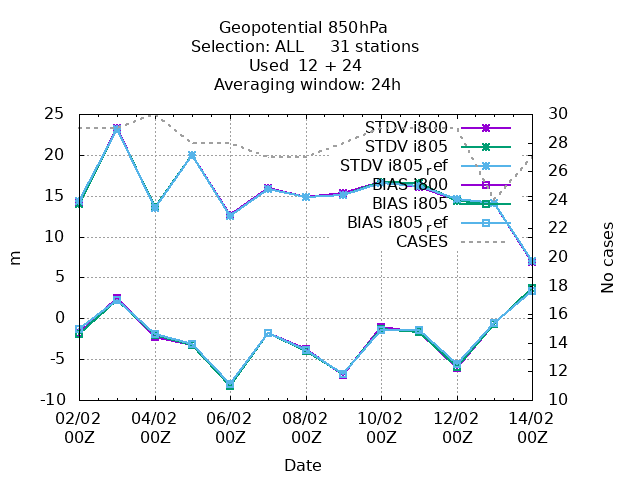 Geopotential 850hPa
Selection: ALL 31 stations
Used 12 + 24
Averaging window: 24h
25
20
15
10
5
0
-5
-10
m
30
28
26
24
22
20
18
16
14
12
10
No cases
STDV i800
STDV i805
STDV i805ref
BIAS i800
BIAS i805
BIAS i805ref
CASES
02/02 04/02 06/02 08/02 10/02 12/02 14/02
00Z 00Z 00Z 00Z 00Z 00Z 00Z
Date